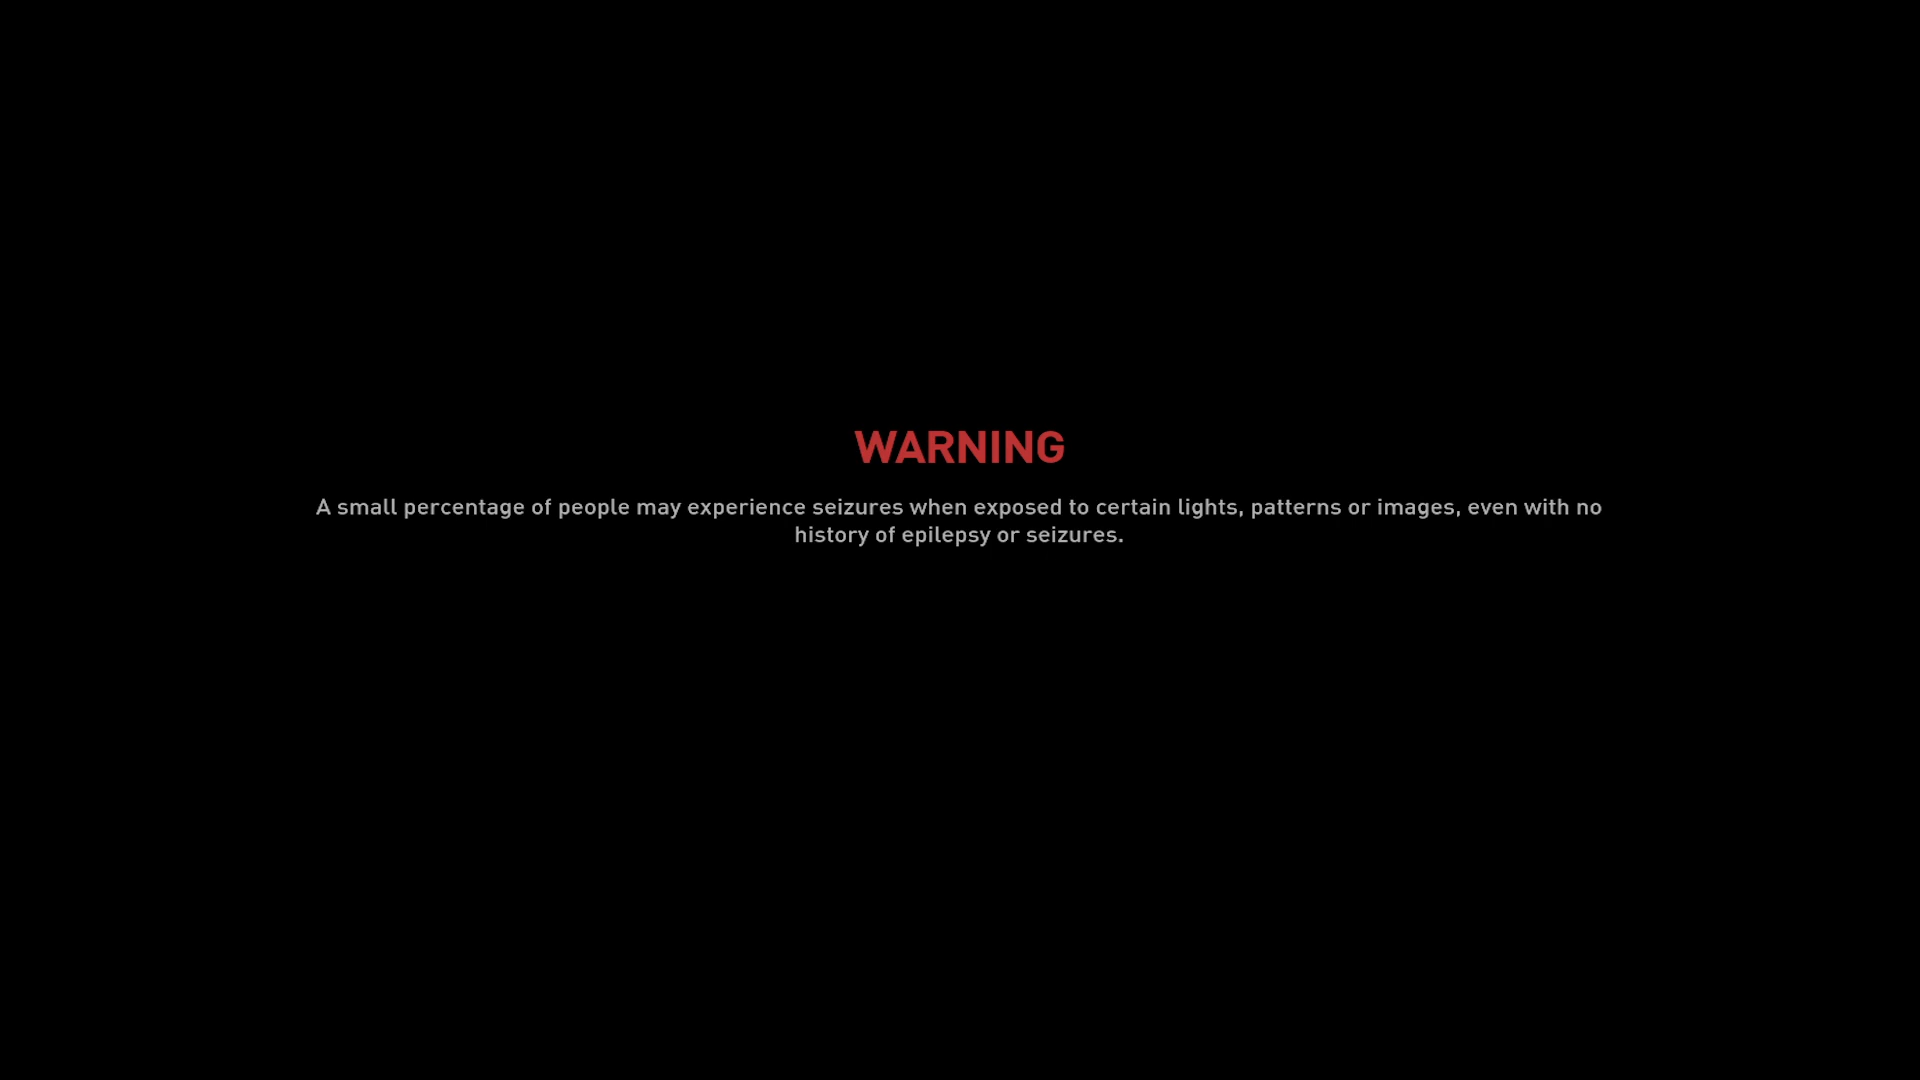 WARNING
A small percentage of people may experience seizures when exposed to certain lights, patterns or images, even with no
history of epilepsy or seizures.